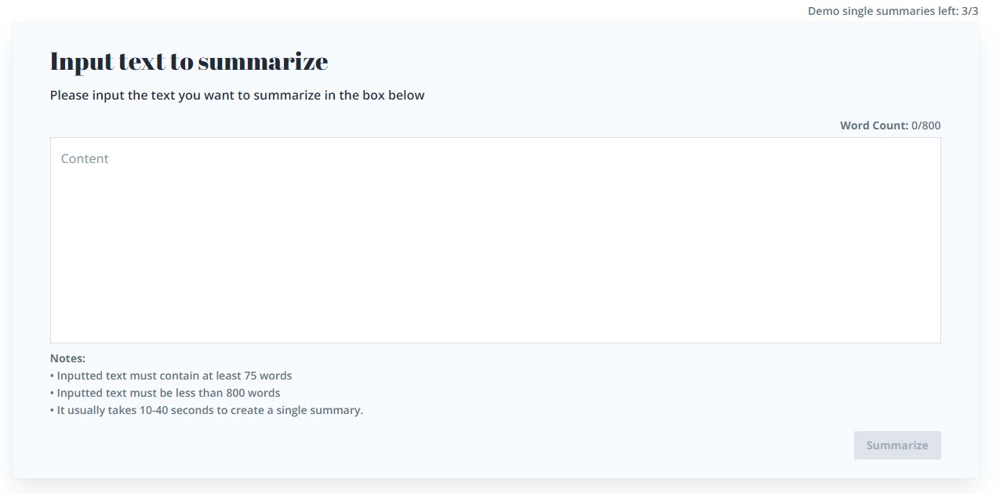 Demo single summaries left: 3/3
Input text to summarize
Please input the text you want to summarize in the box below
Word Count: 0/800
Content
Notes:
• Inputted text must contain at least 75 words
• Inputted text must be less than 800 words
• It usually takes 10-40 seconds to create a single summary.
Summarize